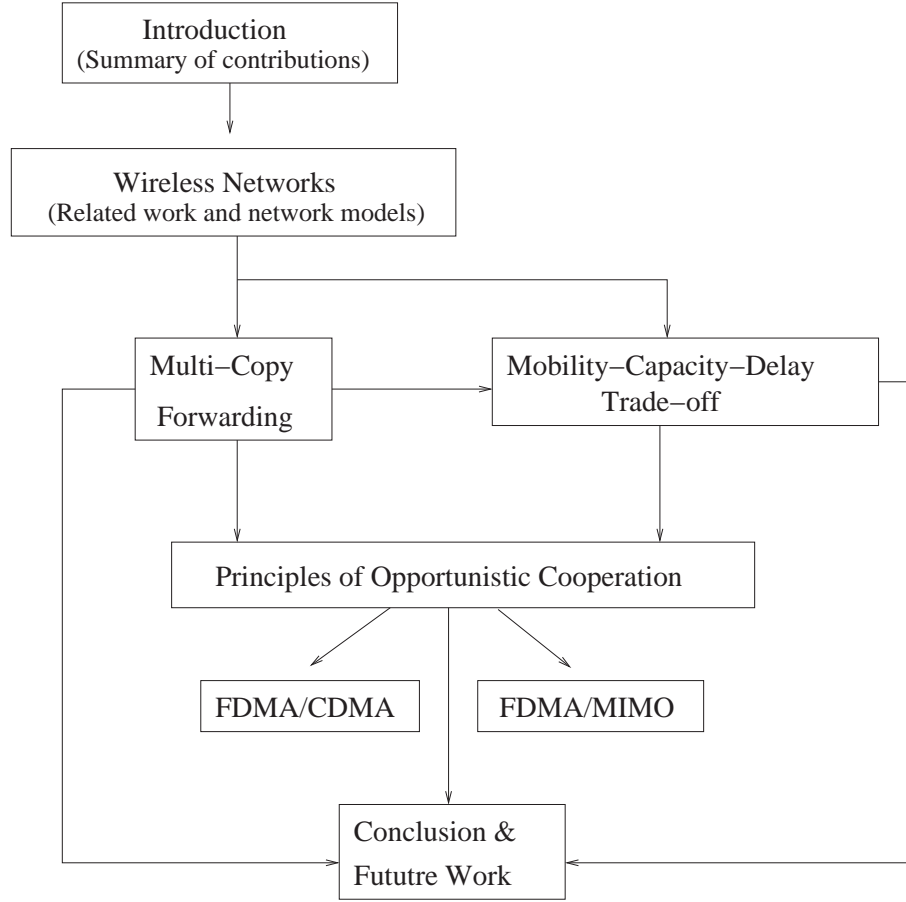 Introduction
(Summary of contributions)
Wireless Networks
(Related work and network models)
Multi−Copy
Forwarding
Mobility−Capacity−Delay
Trade−off
Principles of Opportunistic Cooperation
FDMA/CDMA
FDMA/MIMO
Conclusion &
Fututre Work